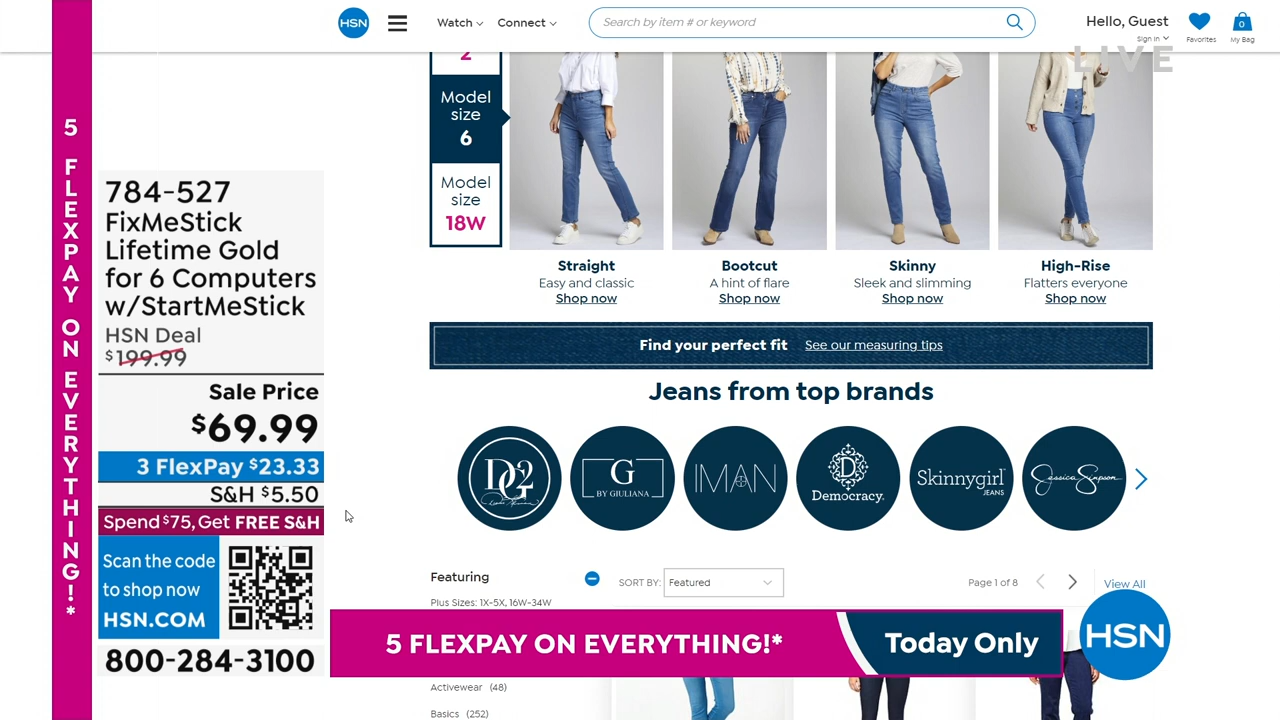 HSN
Watch
Connect
Search by item # or keyword
Hello, Guest
Sign In
Favorites
0
My Bag
LIVE
5 FLEXPAY ON EVERYTHING!*
784-527
FixMeStick
Lifetime Gold
for 6 Computers
w/StartMeStick
HSN Deal
$199.99
Sale Price
$69.99
3 FlexPay $23.33
S&H $5.50
Spend $75, Get FREE S&H
Scan the code
to shop now
HSN.COM
800-284-3100
2
Model
size
6
Model
size
18W
Straight
Easy and classic
Shop now
Bootcut
A hint of flare
Shop now
Skinny
Sleek and slimming
Shop now
High-Rise
Flatters everyone
Shop now
Find your perfect fit See our measuring tips
Jeans from top brands
DG2
G
BY GIULIANA
IMAN
D
Democracy.
Skinnygirl
JEANS
Jessica Simpson
Featuring
SORT BY: Featured
Page 1 of 8
View All
Plus Sizes: 1X-5X, 16W-34W
5 FLEXPAY ON EVERYTHING!*
Today Only
HSN
Activewear (48)
Basics (252)